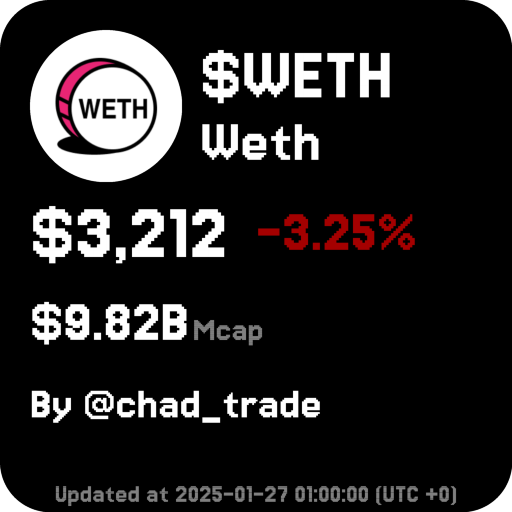 WETH
$WETH
Weth
$3,212 -3.25%
$9.82B Mcap
By @chad_trade
Updated at 2025-01-27 01:00:00 (UTC +0)